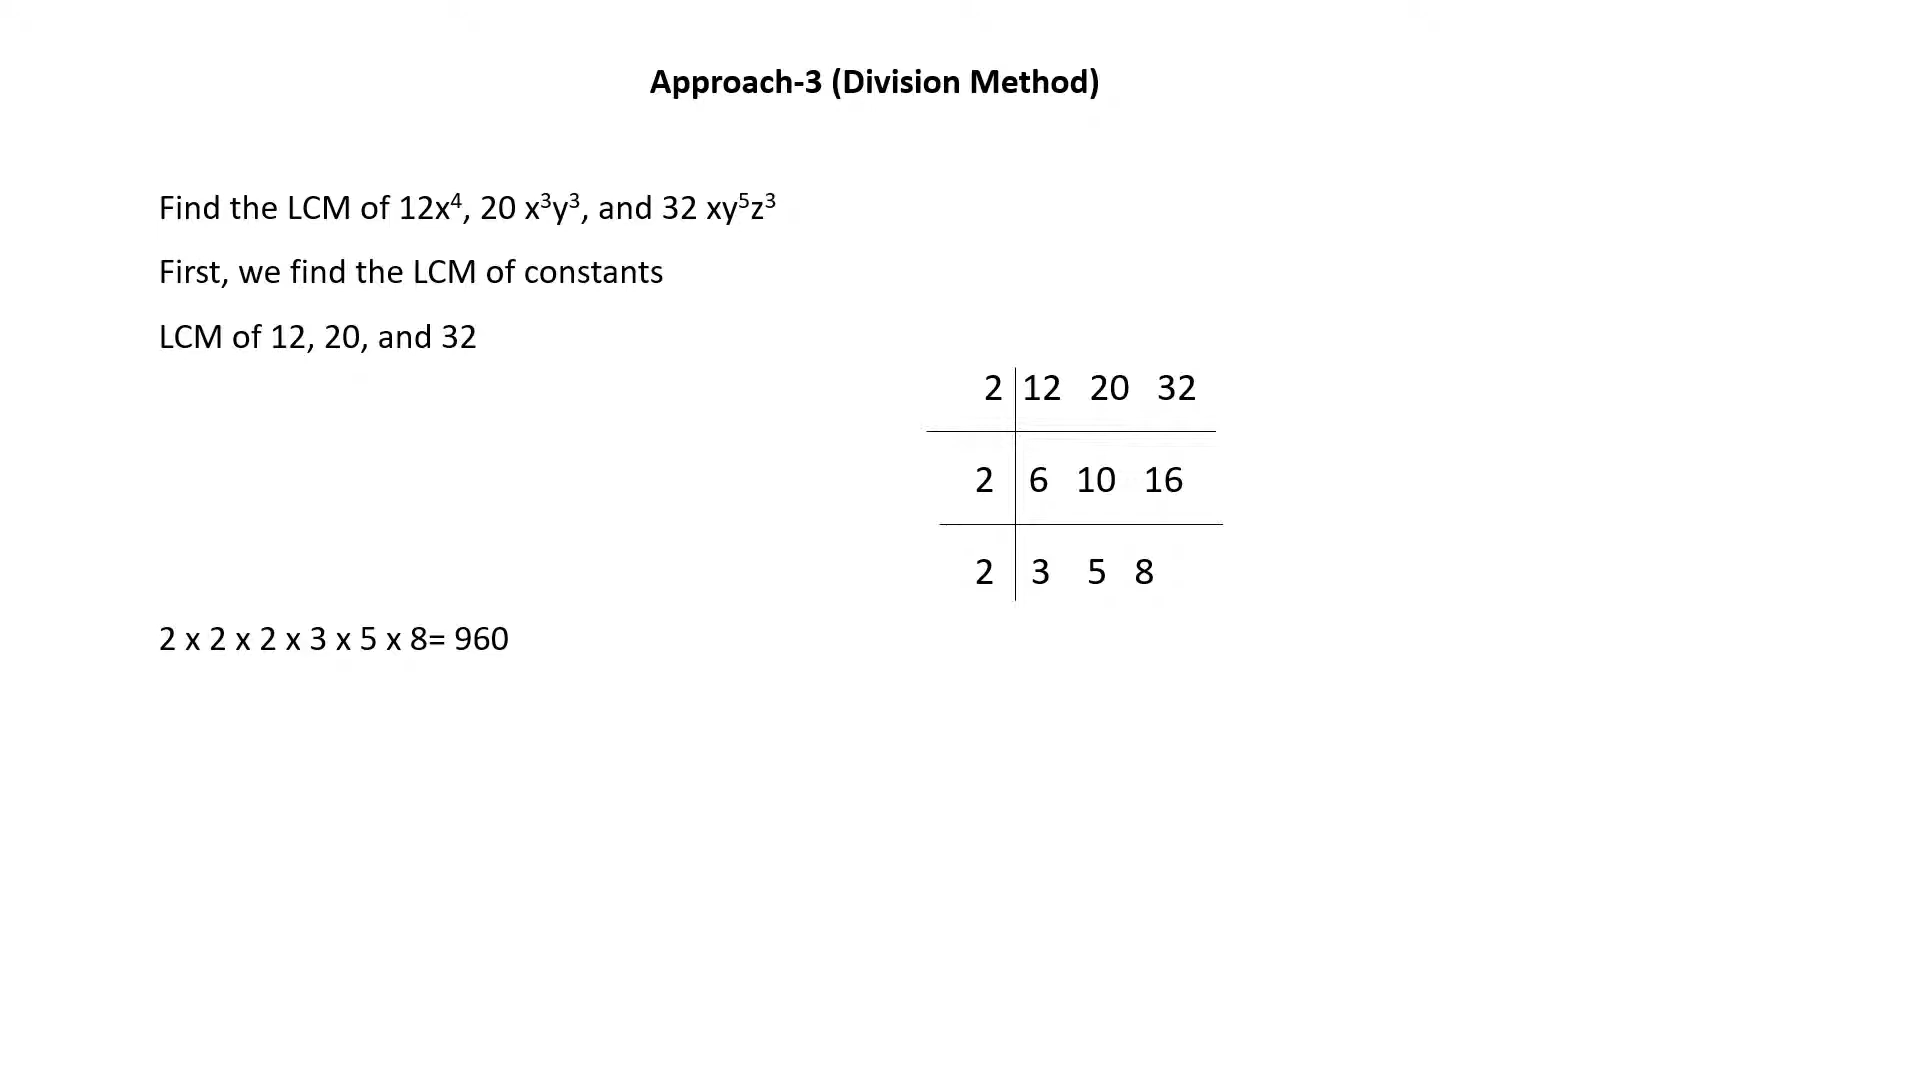 Approach-3 (Division Method)
Find the LCM of 12x⁴, 20 x³y³, and 32 xy⁵z³
First, we find the LCM of constants
LCM of 12, 20, and 32
2 12 20 32
2 6 10 16
2 3 5 8
2 x 2 x 2 x 3 x 5 x 8= 960